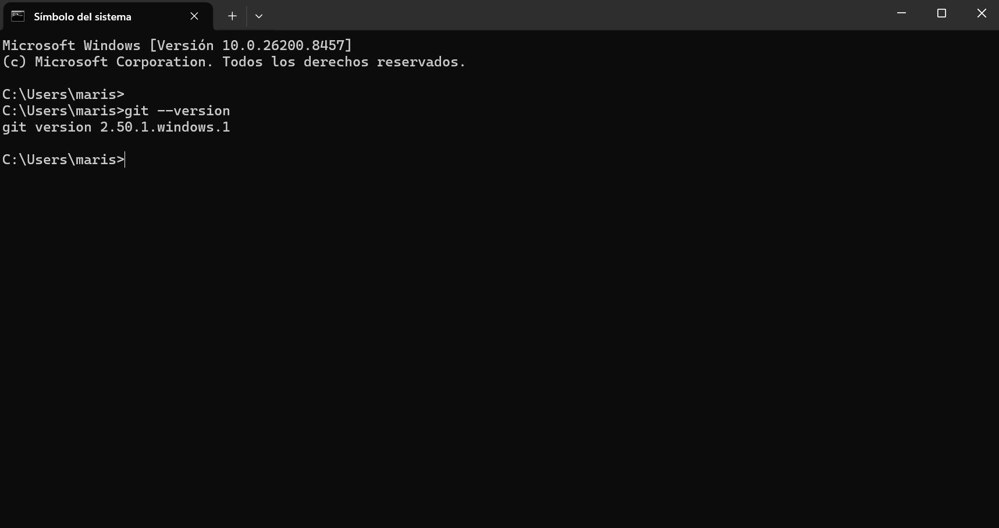 Símbolo del sistema
Microsoft Windows [Versión 10.0.26200.8457]
(c) Microsoft Corporation. Todos los derechos reservados.
C:\Users\maris>
C:\Users\maris>git --version
git version 2.50.1.windows.1
C:\Users\maris>